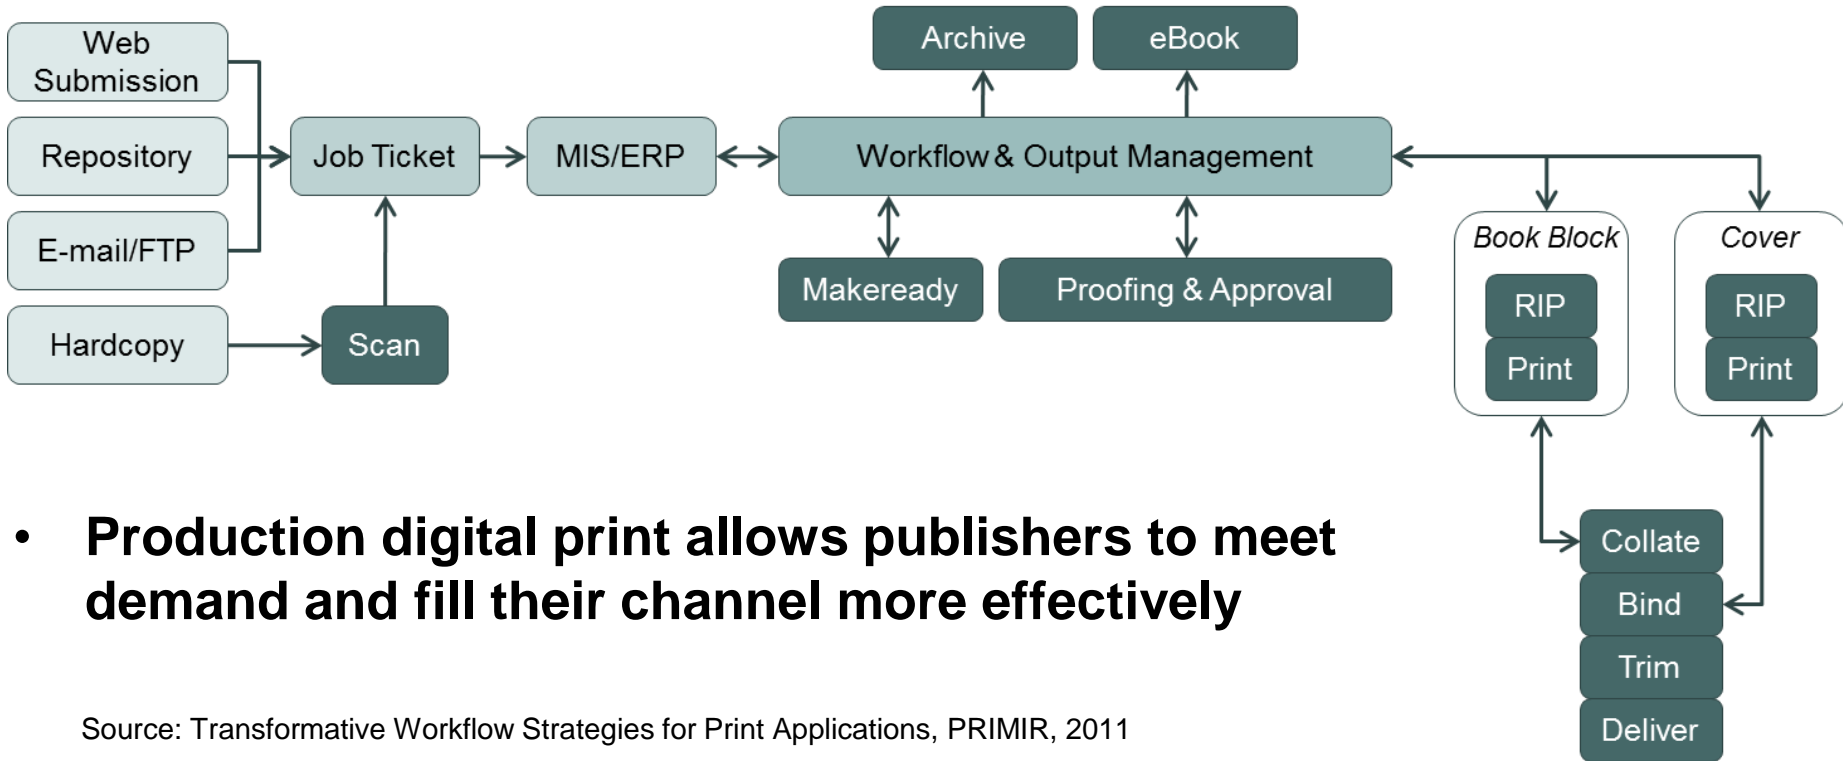 Web
Submission
Repository
E-mail/FTP
Hardcopy
Scan
Job Ticket
MIS/ERP
Archive
eBook
Workflow & Output Management
Makeready
Proofing & Approval
Book Block
RIP
Print
Cover
RIP
Print
Collate
Bind
Trim
Deliver
• Production digital print allows publishers to meet
demand and fill their channel more effectively
Source: Transformative Workflow Strategies for Print Applications, PRIMIR, 2011